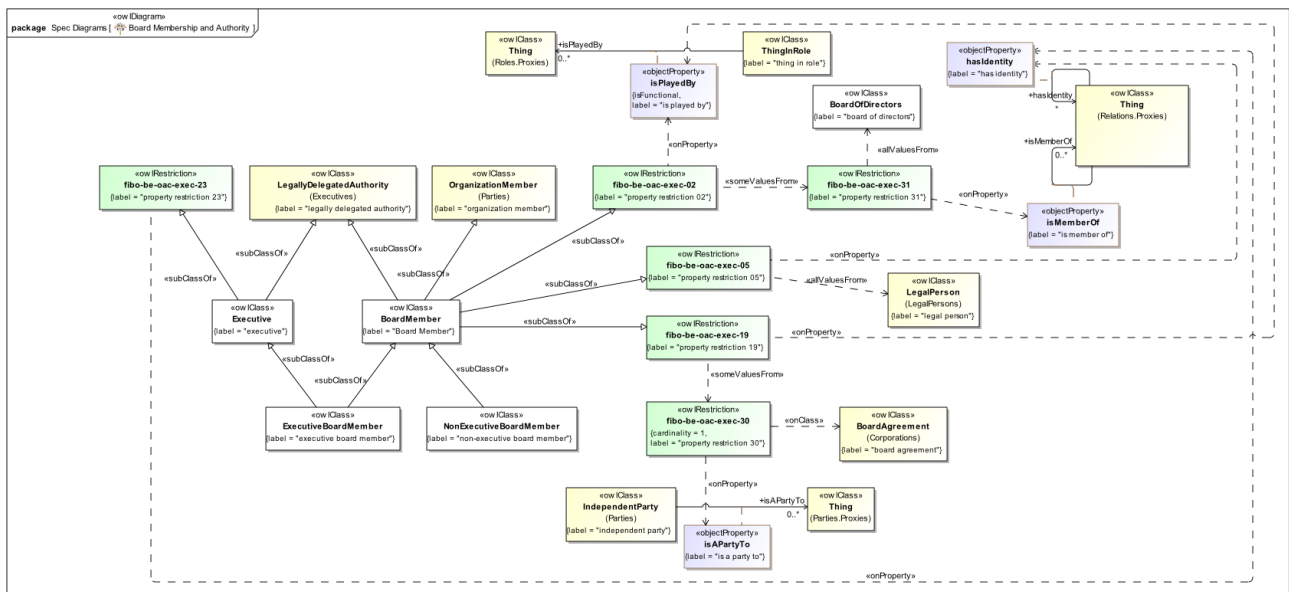 «owlDiagram»
package Spec Diagrams [ Board Membership and Authority ]
«owlClass»
Thing
(Roles.Proxies)
+isPlayedBy
0..*
«owlClass»
ThingInRole
{label = "thing in role"}
«objectProperty»
isPlayedBy
{isFunctional,
label = "is played by"}
«objectProperty»
hasIdentity
{label = "has identity"}
+hasIdentity
*
«owlClass»
Thing
(Relations.Proxies)
+isMemberOf
0..*
«owlClass»
BoardOfDirectors
{label = "board of directors"}
«onProperty»
«allValuesFrom»
«owlRestriction»
fibo-be-oac-exec-23
{label = "property restriction 23"}
«owlClass»
LegallyDelegatedAuthority
(Executives)
{label = "legally delegated authority"}
«owlClass»
OrganizationMember
(Parties)
{label = "organization member"}
«owlRestriction»
fibo-be-oac-exec-02
{label = "property restriction 02"}
«someValuesFrom»
«owlRestriction»
fibo-be-oac-exec-31
{label = "property restriction 31"}
«onProperty»
«objectProperty»
isMemberOf
{label = "is member of"}
«subClassOf»
«subClassOf»
«subClassOf»
«subClassOf»
«subClassOf»
«owlRestriction»
fibo-be-oac-exec-05
{label = "property restriction 05"}
«onProperty»
«allValuesFrom»
«subClassOf»
«owlClass»
LegalPerson
(LegalPersons)
{label = "legal person"}
«owlClass»
Executive
{label = "executive"}
«owlClass»
BoardMember
{label = "Board Member"}
«subClassOf»
«owlRestriction»
fibo-be-oac-exec-19
{label = "property restriction 19"}
«onProperty»
«subClassOf»
«subClassOf»
«subClassOf»
«someValuesFrom»
«owlClass»
ExecutiveBoardMember
{label = "executive board member"}
«owlClass»
NonExecutiveBoardMember
{label = "non-executive board member"}
«owlRestriction»
fibo-be-oac-exec-30
{cardinality = 1,
label = "property restriction 30"}
«onClass»
«owlClass»
BoardAgreement
(Corporations)
{label = "board agreement"}
«onProperty»
«owlClass»
IndependentParty
(Parties)
{label = "independent party"}
+isAPartyTo
0..*
«owlClass»
Thing
(Parties.Proxies)
«objectProperty»
isAPartyTo
{label = "is a party to"}
«onProperty»